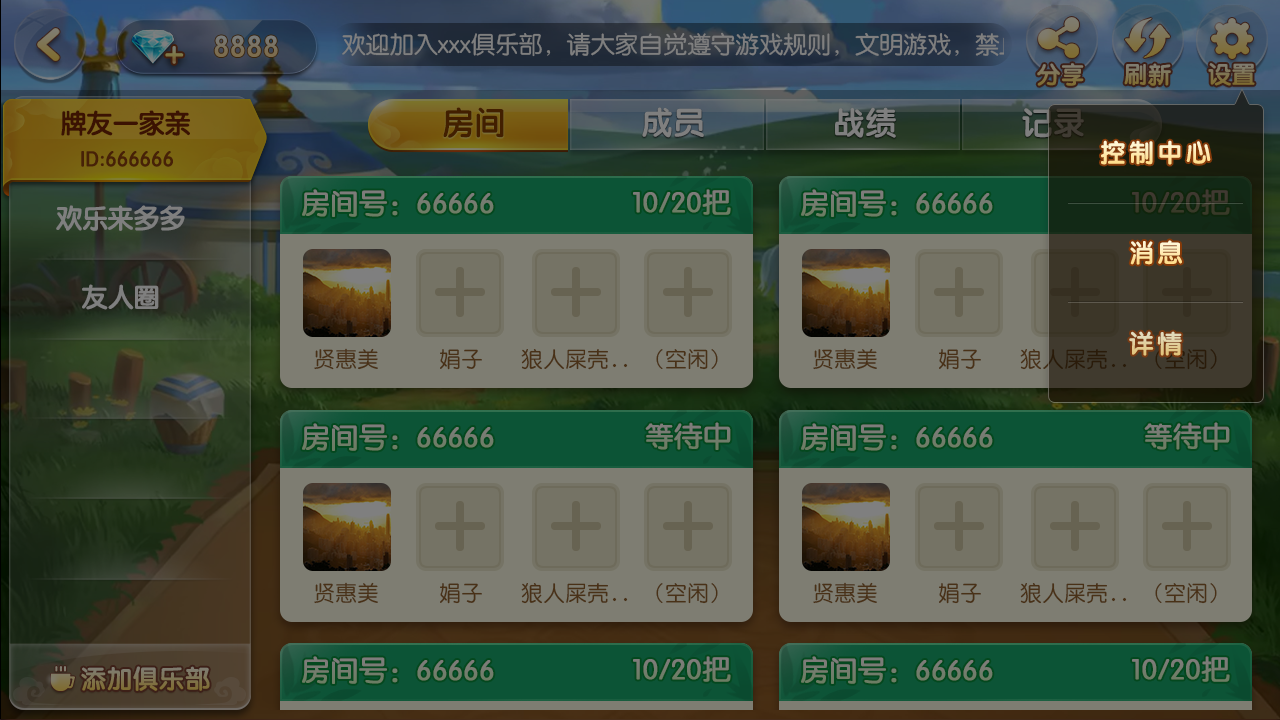 8888
欢迎加入xxx俱乐部，请大家自觉遵守游戏规则，文明游戏，禁
分享
刷新
设置
牌友一家亲
ID:666666
欢乐来多多
友人圈
添加俱乐部
房间
成员
战绩
记录
控制中心
消息
详情
房间号：66666
10/20把
贤惠美
娟子
狼人屎壳..
（空闲）
房间号：66666
10/20把
贤惠美
娟子
狼人屎壳..
（空闲）
房间号：66666
等待中
贤惠美
娟子
狼人屎壳..
（空闲）
房间号：66666
等待中
贤惠美
娟子
狼人屎壳..
（空闲）
房间号：66666
10/20把
房间号：66666
10/20把